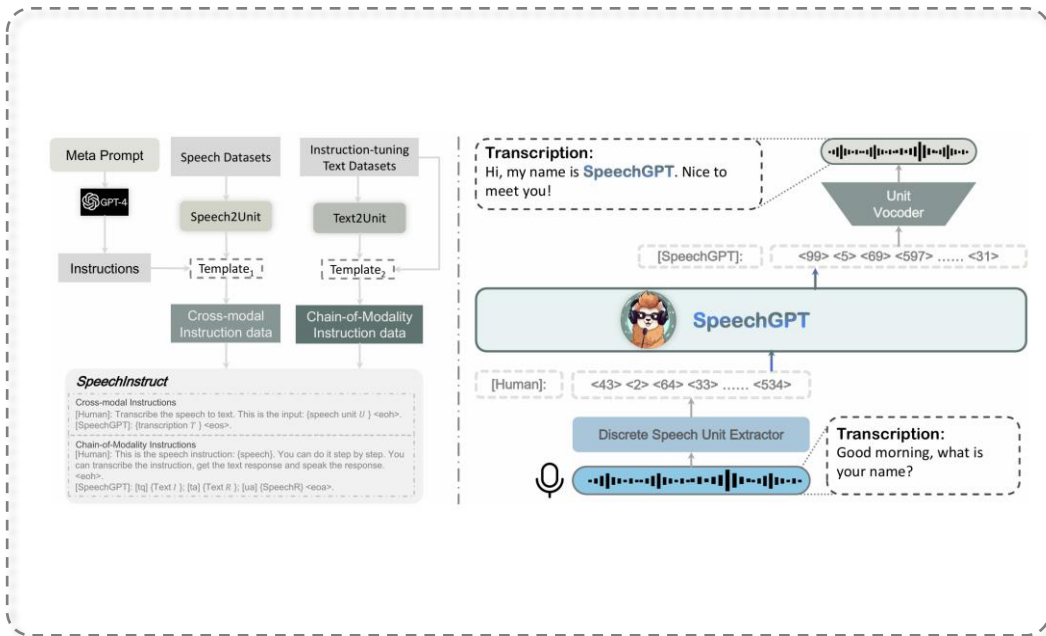 Meta Prompt
Speech Datasets
Instruction-tuning
Text Datasets
GPT-4
Speech2Unit
Text2Unit
Instructions
Template1
Template2
Cross-modal
Instruction data
Chain-of-Modality
Instruction data
SpeechInstruct
Cross-modal Instructions
[Human]: Transcribe the speech to text. This is the input: {speech unit U } <eoh>.
[SpeechGPT]: {transcription T } <eos>.
Chain-of-Modality Instructions
[Human]: This is the speech instruction: {speech}. You can do it step by step. You
can transcribe the instruction, get the text response and speak the response.
<eoh>.
[SpeechGPT]: [tq] {Text I }; [ta] {Text R }; [ua] {SpeechR} <eoa>.
Transcription:
Hi, my name is SpeechGPT. Nice to
meet you!
Unit
Vocoder
[SpeechGPT]: <99> <5> <69> <597> ...... <31>
SpeechGPT
[Human]: <43> <2> <64> <33> ...... <534>
Discrete Speech Unit Extractor
Transcription:
Good morning, what is
your name?